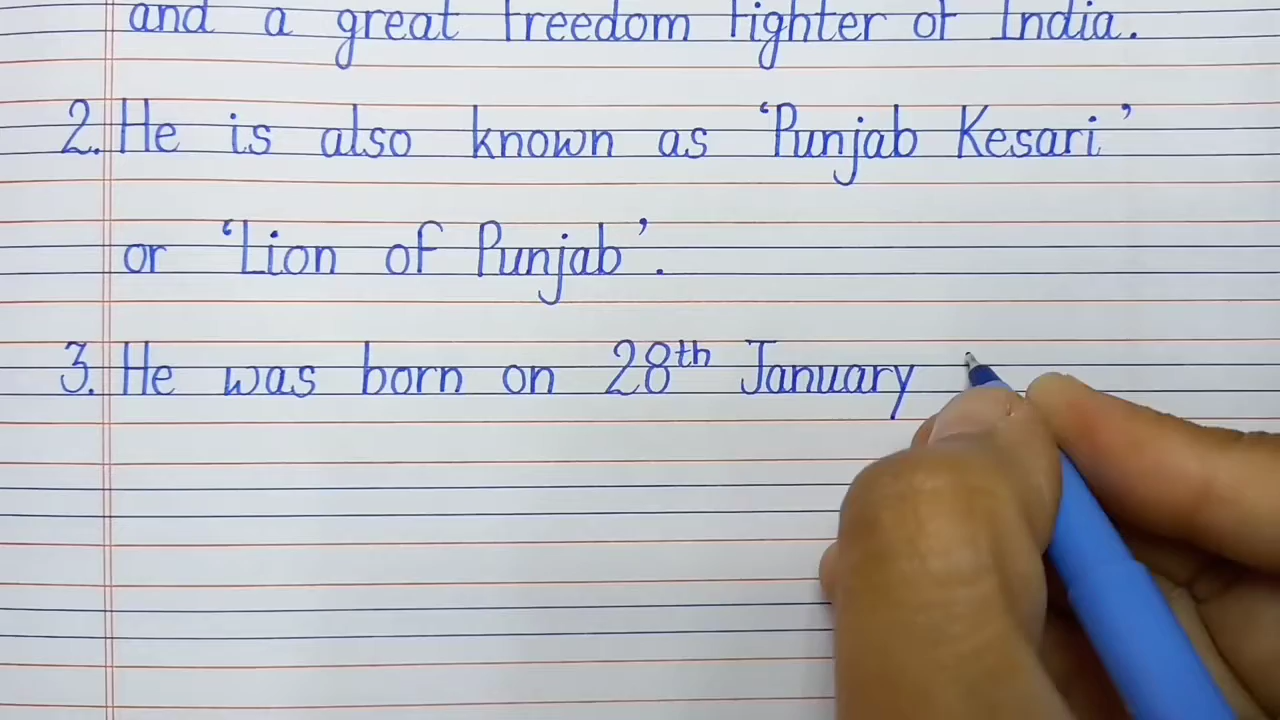 and a great freedom fighter of India.
2. He is also known as 'Punjab Kesari'
or 'Lion of Punjab'.
3. He was born on 28th January